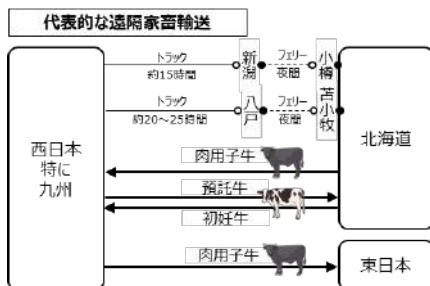 代表的な遠隔家畜輸送
トラック
約15時間
新潟
フェリー
夜間
小樽
トラック
約20～25時間
八戸
フェリー
夜間
苫小牧
西日本
特に
九州
北海道
肉用子牛
預託牛
初妊牛
肉用子牛
東日本